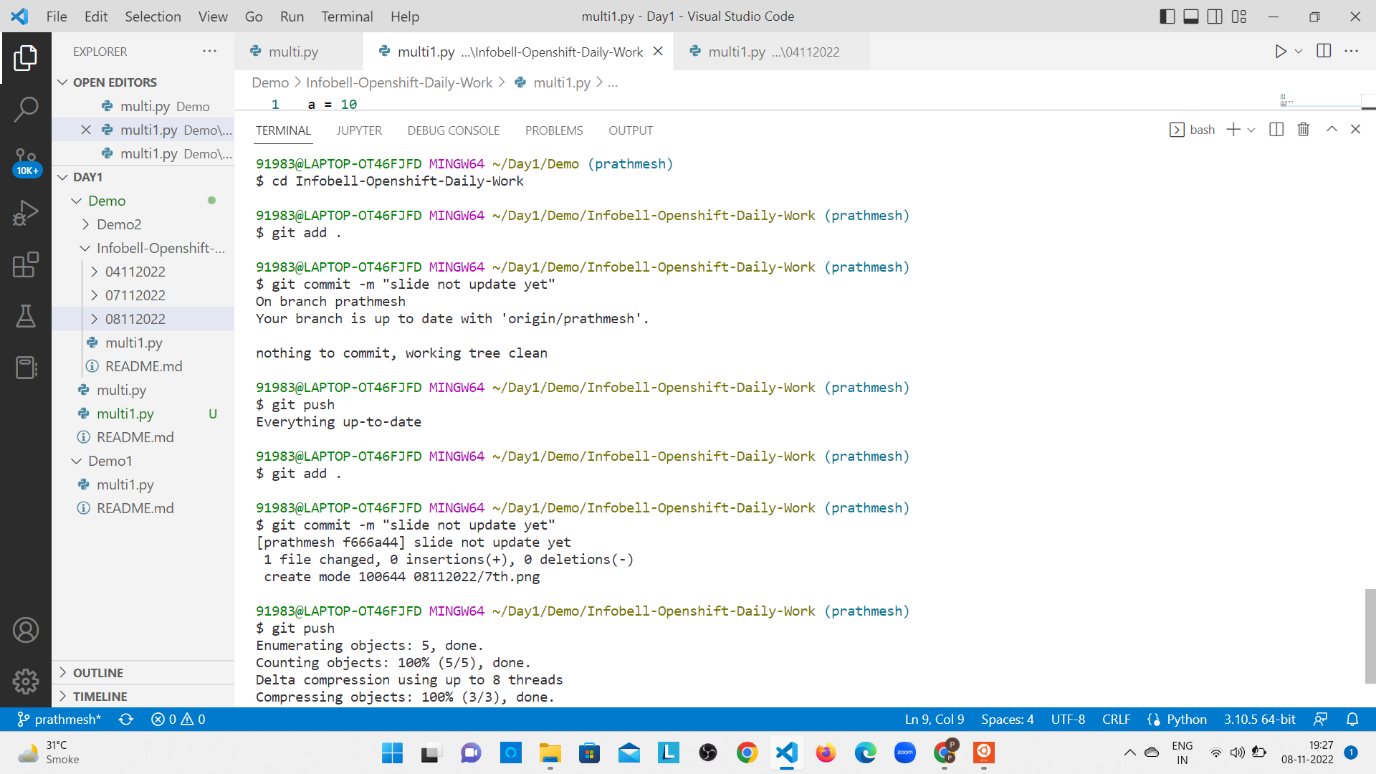 File Edit Selection View Go Run Terminal Help
multi1.py - Day1 - Visual Studio Code
EXPLORER
OPEN EDITORS
multi.py Demo
multi1.py Demo\...
multi1.py Demo\...
10K+
DAY1
Demo
Demo2
Infobell-Openshift-...
04112022
07112022
08112022
multi1.py
README.md
multi.py
multi1.py U
README.md
Demo1
multi1.py
README.md
OUTLINE
TIMELINE
multi.py
multi1.py ...\Infobell-Openshift-Daily-Work
multi1.py ...\04112022
Demo > Infobell-Openshift-Daily-Work > multi1.py > ...
1 a = 10
TERMINAL JUPYTER DEBUG CONSOLE PROBLEMS OUTPUT
bash
91983@LAPTOP-OT46FJFD MINGW64 ~/Day1/Demo (prathmesh)
$ cd Infobell-Openshift-Daily-Work
91983@LAPTOP-OT46FJFD MINGW64 ~/Day1/Demo/Infobell-Openshift-Daily-Work (prathmesh)
$ git add .
91983@LAPTOP-OT46FJFD MINGW64 ~/Day1/Demo/Infobell-Openshift-Daily-Work (prathmesh)
$ git commit -m "slide not update yet"
On branch prathmesh
Your branch is up to date with 'origin/prathmesh'.
nothing to commit, working tree clean
91983@LAPTOP-OT46FJFD MINGW64 ~/Day1/Demo/Infobell-Openshift-Daily-Work (prathmesh)
$ git push
Everything up-to-date
91983@LAPTOP-OT46FJFD MINGW64 ~/Day1/Demo/Infobell-Openshift-Daily-Work (prathmesh)
$ git add .
91983@LAPTOP-OT46FJFD MINGW64 ~/Day1/Demo/Infobell-Openshift-Daily-Work (prathmesh)
$ git commit -m "slide not update yet"
[prathmesh f666a44] slide not update yet
1 file changed, 0 insertions(+), 0 deletions(-)
create mode 100644 08112022/7th.png
91983@LAPTOP-OT46FJFD MINGW64 ~/Day1/Demo/Infobell-Openshift-Daily-Work (prathmesh)
$ git push
Enumerating objects: 5, done.
Counting objects: 100% (5/5), done.
Delta compression using up to 8 threads
Compressing objects: 100% (3/3), done.
prathmesh* 0 0
Ln 9, Col 9 Spaces: 4 UTF-8 CRLF Python 3.10.5 64-bit
31°C
Smoke
L
zoom
P
P
ENG
IN
19:27
08-11-2022
1